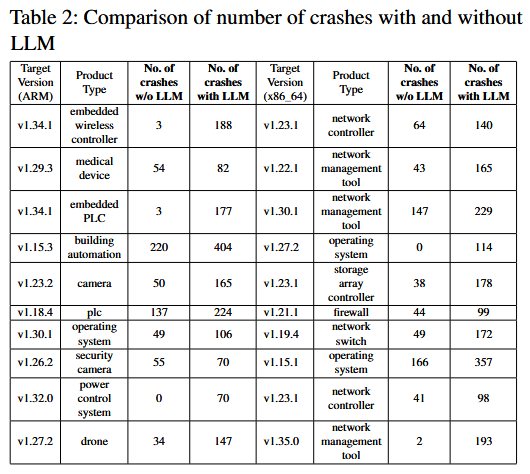 Table 2: Comparison of number of crashes with and without
LLM
Target Version (ARM) Product Type No. of crashes w/o LLM No. of crashes with LLM Target Version (x86_64) Product Type No. of crashes w/o LLM No. of crashes with LLM
v1.34.1 embedded wireless controller 3 188 v1.23.1 network controller 64 140
v1.29.3 medical device 54 82 v1.22.1 network management tool 43 165
v1.34.1 embedded PLC 3 177 v1.30.1 network management tool 147 229
v1.15.3 building automation 220 404 v1.27.2 operating system 0 114
v1.23.2 camera 50 165 v1.23.1 storage array controller 38 178
v1.18.4 plc 137 224 v1.21.1 firewall 44 99
v1.30.1 operating system 49 106 v1.19.4 network switch 49 172
v1.26.2 security camera 55 70 v1.15.1 operating system 166 357
v1.32.0 power control system 0 70 v1.23.1 network controller 41 98
v1.27.2 drone 34 147 v1.35.0 network management tool 2 193